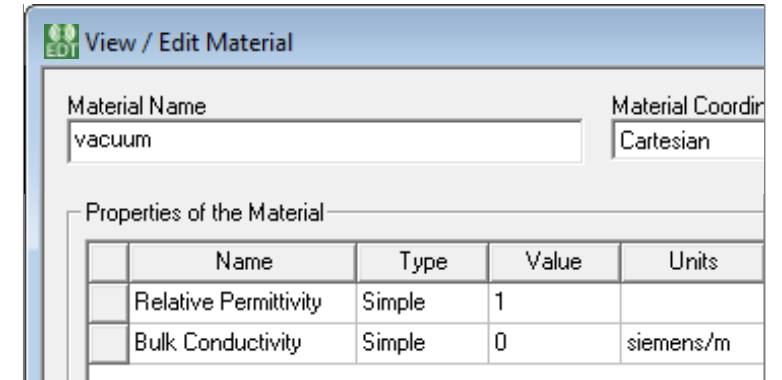 EDT View / Edit Material
Material Name Material Coordin
vacuum Cartesian
Properties of the Material
Name Type Value Units
Relative Permittivity Simple 1
Bulk Conductivity Simple 0 siemens/m